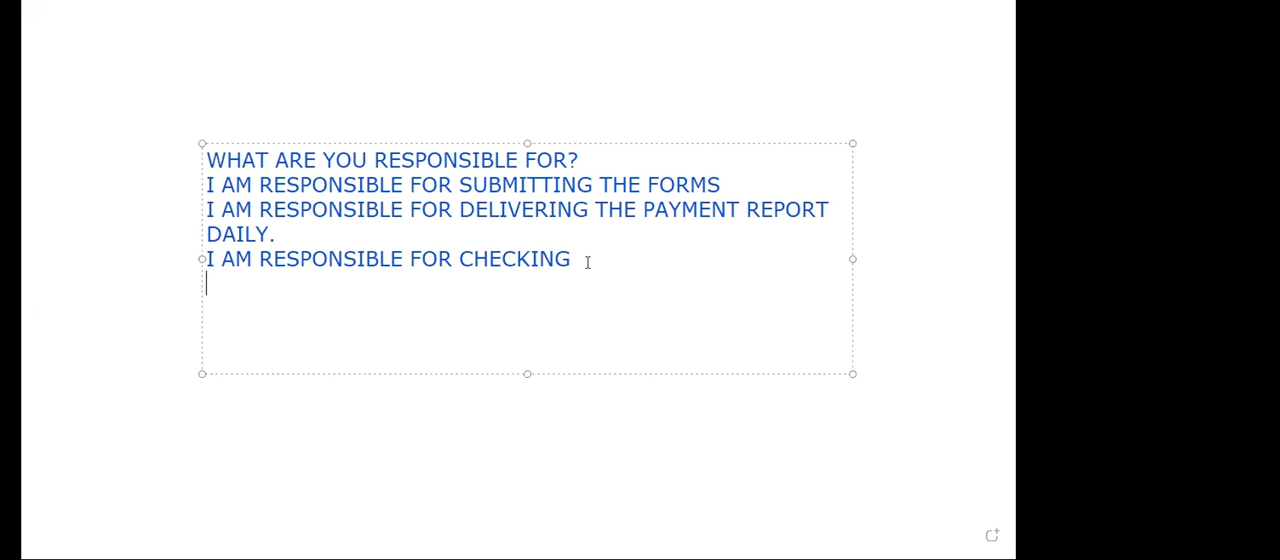 WHAT ARE YOU RESPONSIBLE FOR?
I AM RESPONSIBLE FOR SUBMITTING THE FORMS
I AM RESPONSIBLE FOR DELIVERING THE PAYMENT REPORT
DAILY.
I AM RESPONSIBLE FOR CHECKING